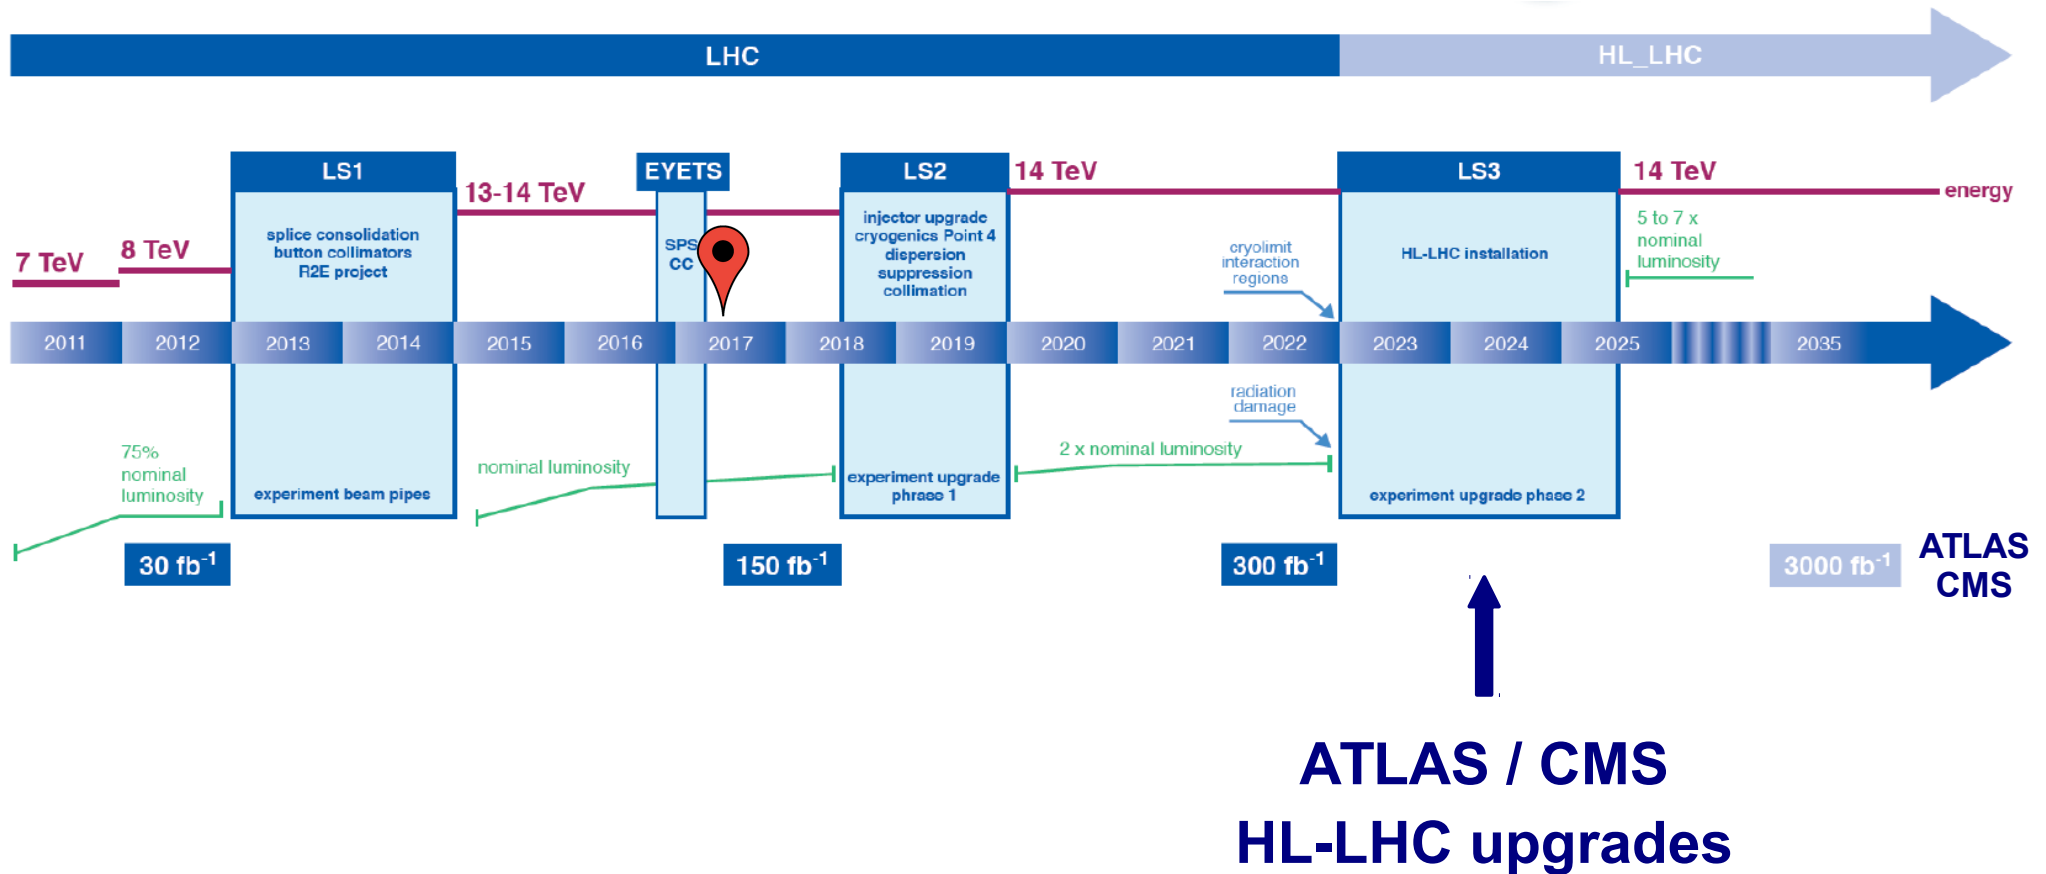 LHC
HL_LHC
LS1
EYETS
LS2
14 TeV
LS3
14 TeV
energy
13-14 TeV
8 TeV
7 TeV
splice consolidation
button collimators
R2E project
SPS
CC
injector upgrade
cryogenics Point 4
dispersion
suppression
collimation
cryolimit
interaction
regions
HL-LHC installation
5 to 7 x
nominal
luminosity
2011 2012 2013 2014 2015 2016 2017 2018 2019 2020 2021 2022 2023 2024 2025 2035
radiation
damage
75%
nominal
luminosity
experiment beam pipes
nominal luminosity
experiment upgrade
phrase 1
2 x nominal luminosity
experiment upgrade phase 2
30 fb-1
150 fb-1
300 fb-1
3000 fb-1
ATLAS
CMS
ATLAS / CMS
HL-LHC upgrades